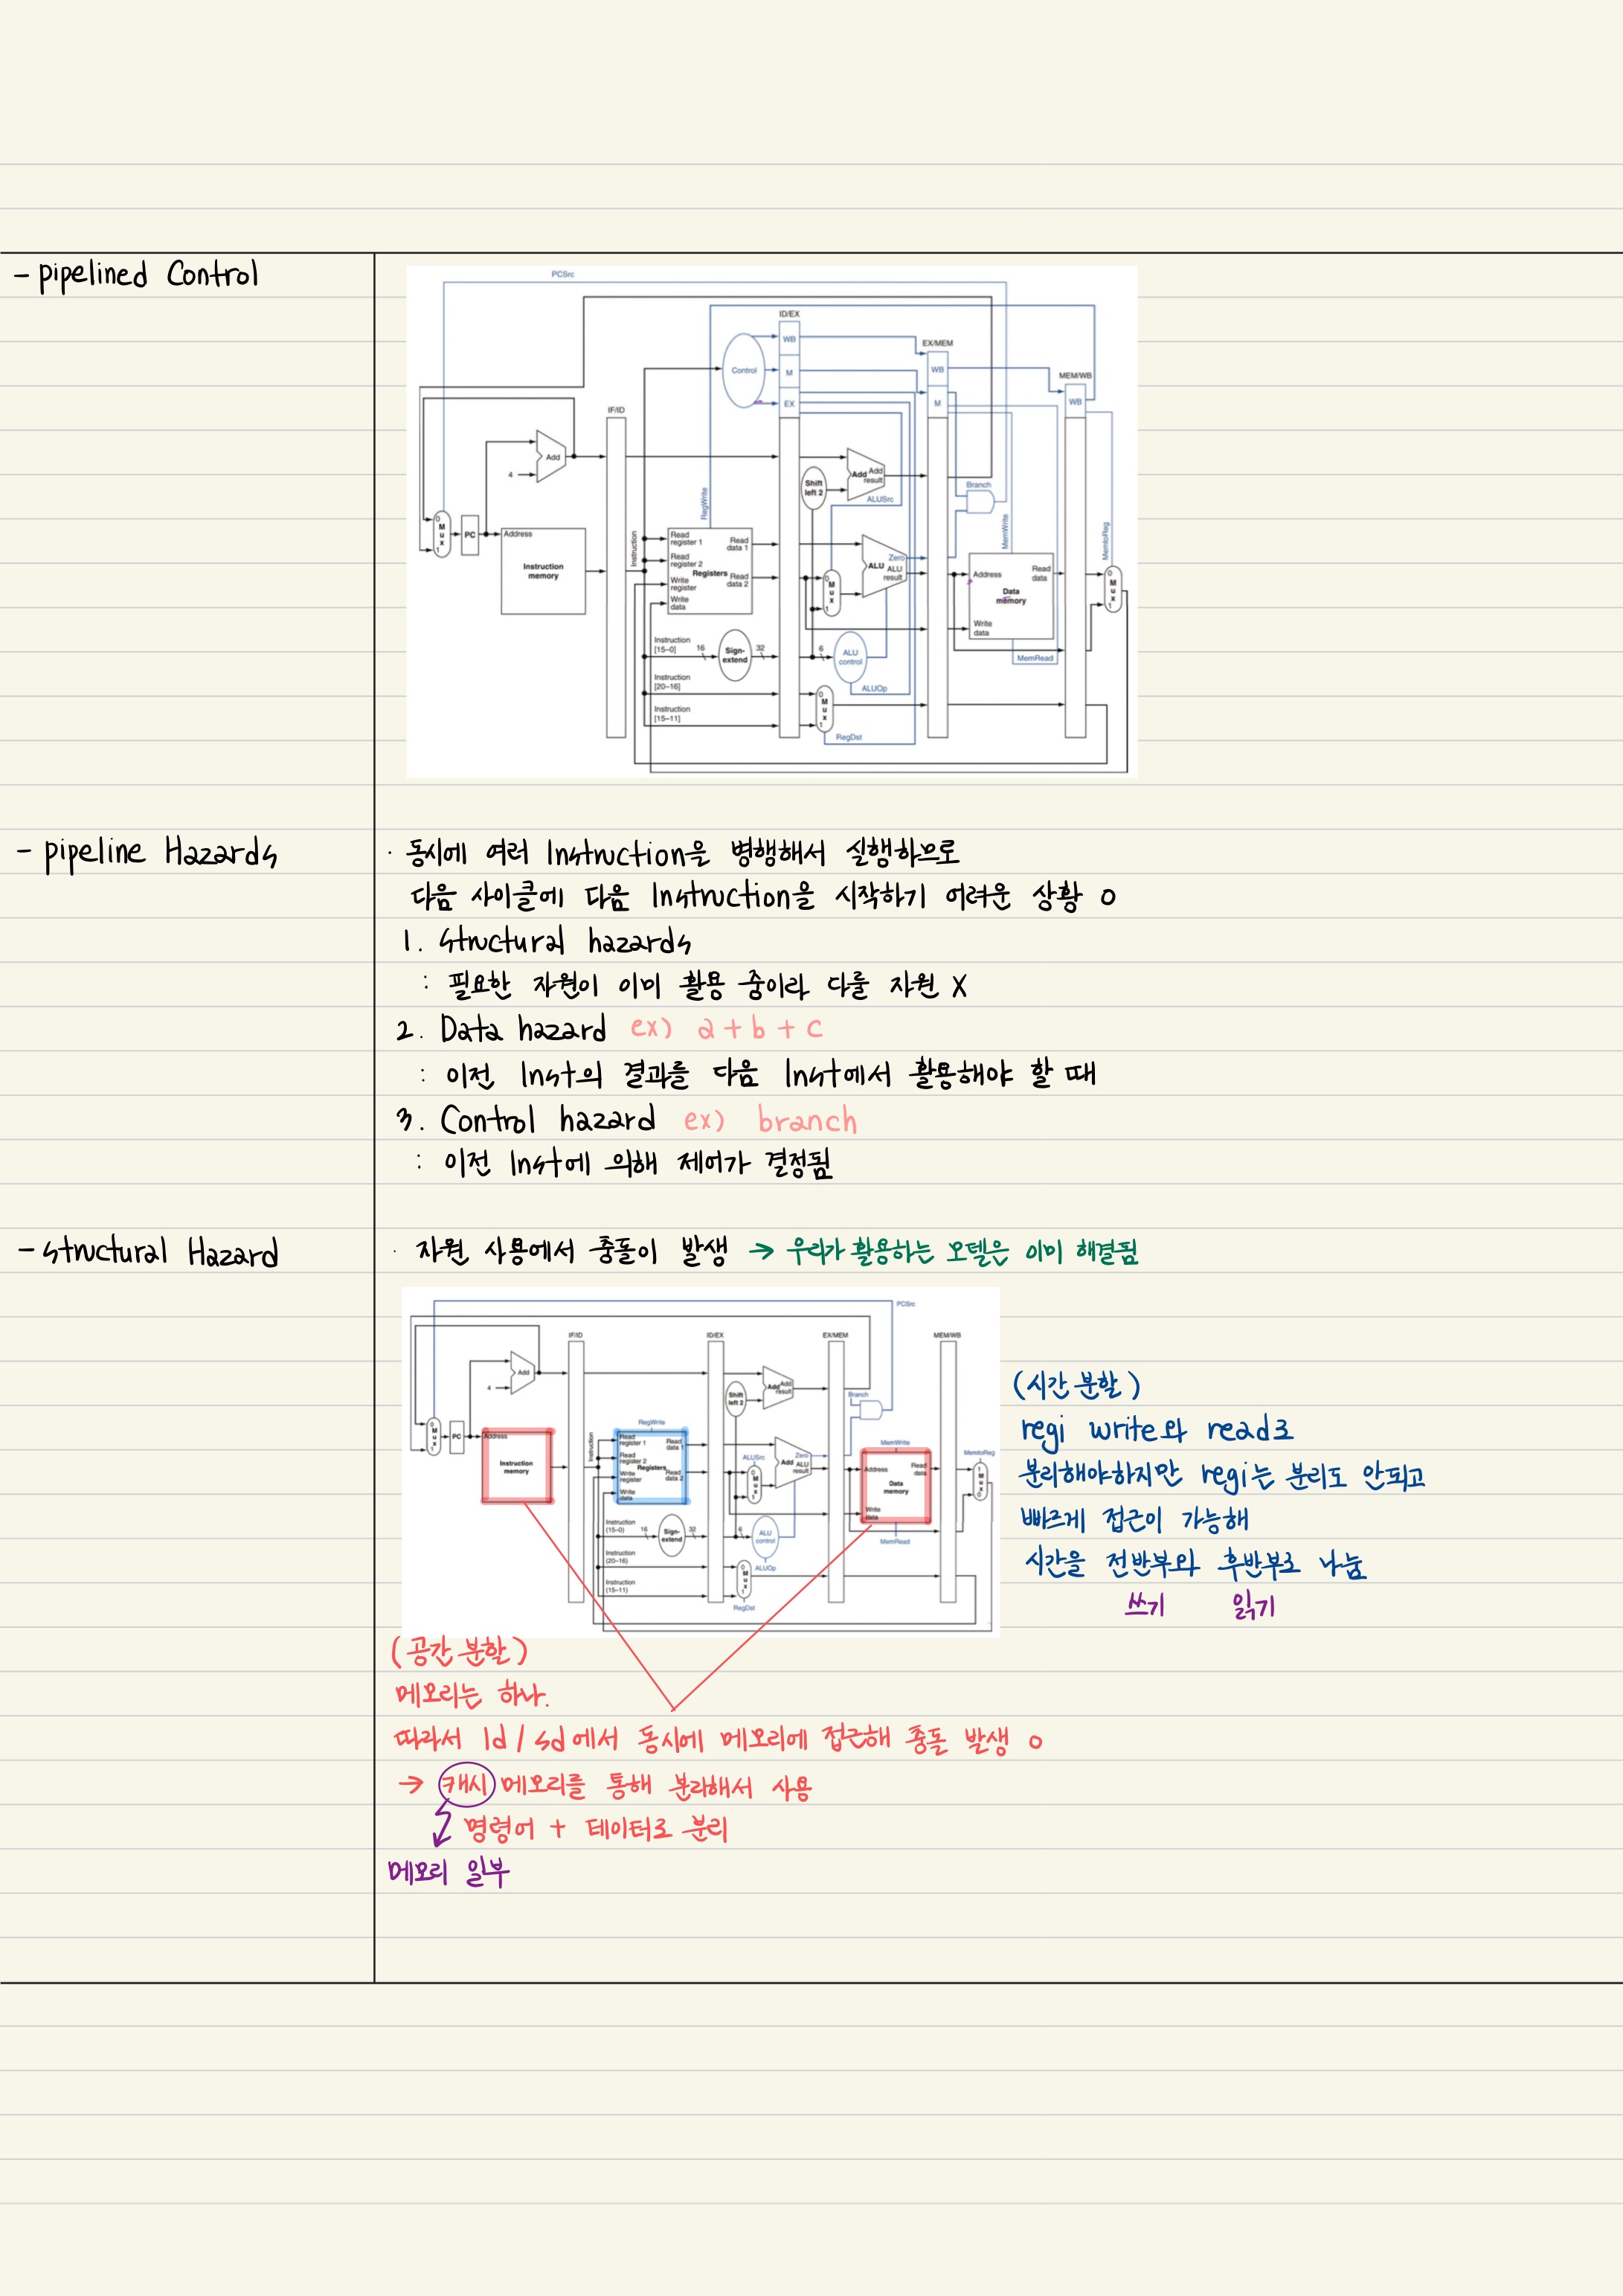 - pipelined Control
PCSrc
ID/EX
WB
EX/MEM
Control
M
WB
MEM/WB
EX
M
WB
IF/ID
Add
4
Shift left 2
Add Add result
ALUSrc
Branch
RegWrite
MemWrite
MemtoReg
0 Mux 1
PC
Address
Instruction memory
Instruction
Read register 1
Read register 2
Write register
Write data
Registers
Read data 1
Read data 2
0 Mux 1
Zero
ALU ALU result
Address
Read data
Data memory
Write data
0 Mux 1
Instruction [15–0]
16
Sign-extend
32
6
ALU control
MemRead
Instruction [20–16]
ALUOp
Instruction [15–11]
0 Mux 1
RegDst
- pipeline Hazards
· 동시에 여러 Instruction을 병행해서 실행하므로
다음 사이클에 다음 Instruction을 시작하기 어려운 상황 o
1. structural hazards
: 필요한 자원이 이미 활용 중이라 다룰 자원 X
2. Data hazard ex) a + b + c
: 이전 Inst의 결과를 다음 Inst에서 활용해야 할 때
3. Control hazard ex) branch
: 이전 Inst에 의해 제어가 결정됨
- structural Hazard
· 자원 사용에서 충돌이 발생 → 우리가 활용하는 모델은 이미 해결됨
PCSrc
IF/ID
ID/EX
EX/MEM
MEM/WB
Add
4
Shift left 2
Add Add result
Branch
RegWrite
MemWrite
0 Mux 1
PC
Address
Instruction memory
Instruction
Read register 1
Read register 2
Write register
Write data
Registers
Read data 1
Read data 2
ALUSrc
0 Mux 1
Zero
Add ALU result
Address
Read data
Data memory
Write data
MemtoReg
1 Mux 0
Instruction (15–0)
16
Sign-extend
32
6
ALU control
MemRead
Instruction (20–16)
ALUOp
Instruction (15–11)
0 Mux 1
RegDst
(시간 분할)
regi write와 read로
분리해야하지만 regi는 분리도 안되고
빠르게 접근이 가능해
시간을 전반부와 후반부로 나눔
쓰기 읽기
(공간 분할)
메모리는 하나.
따라서 ld / sd에서 동시에 메모리에 접근해 충돌 발생 o
→ 캐시 메모리를 통해 분리해서 사용
명령어 + 데이터로 분리
메모리 일부